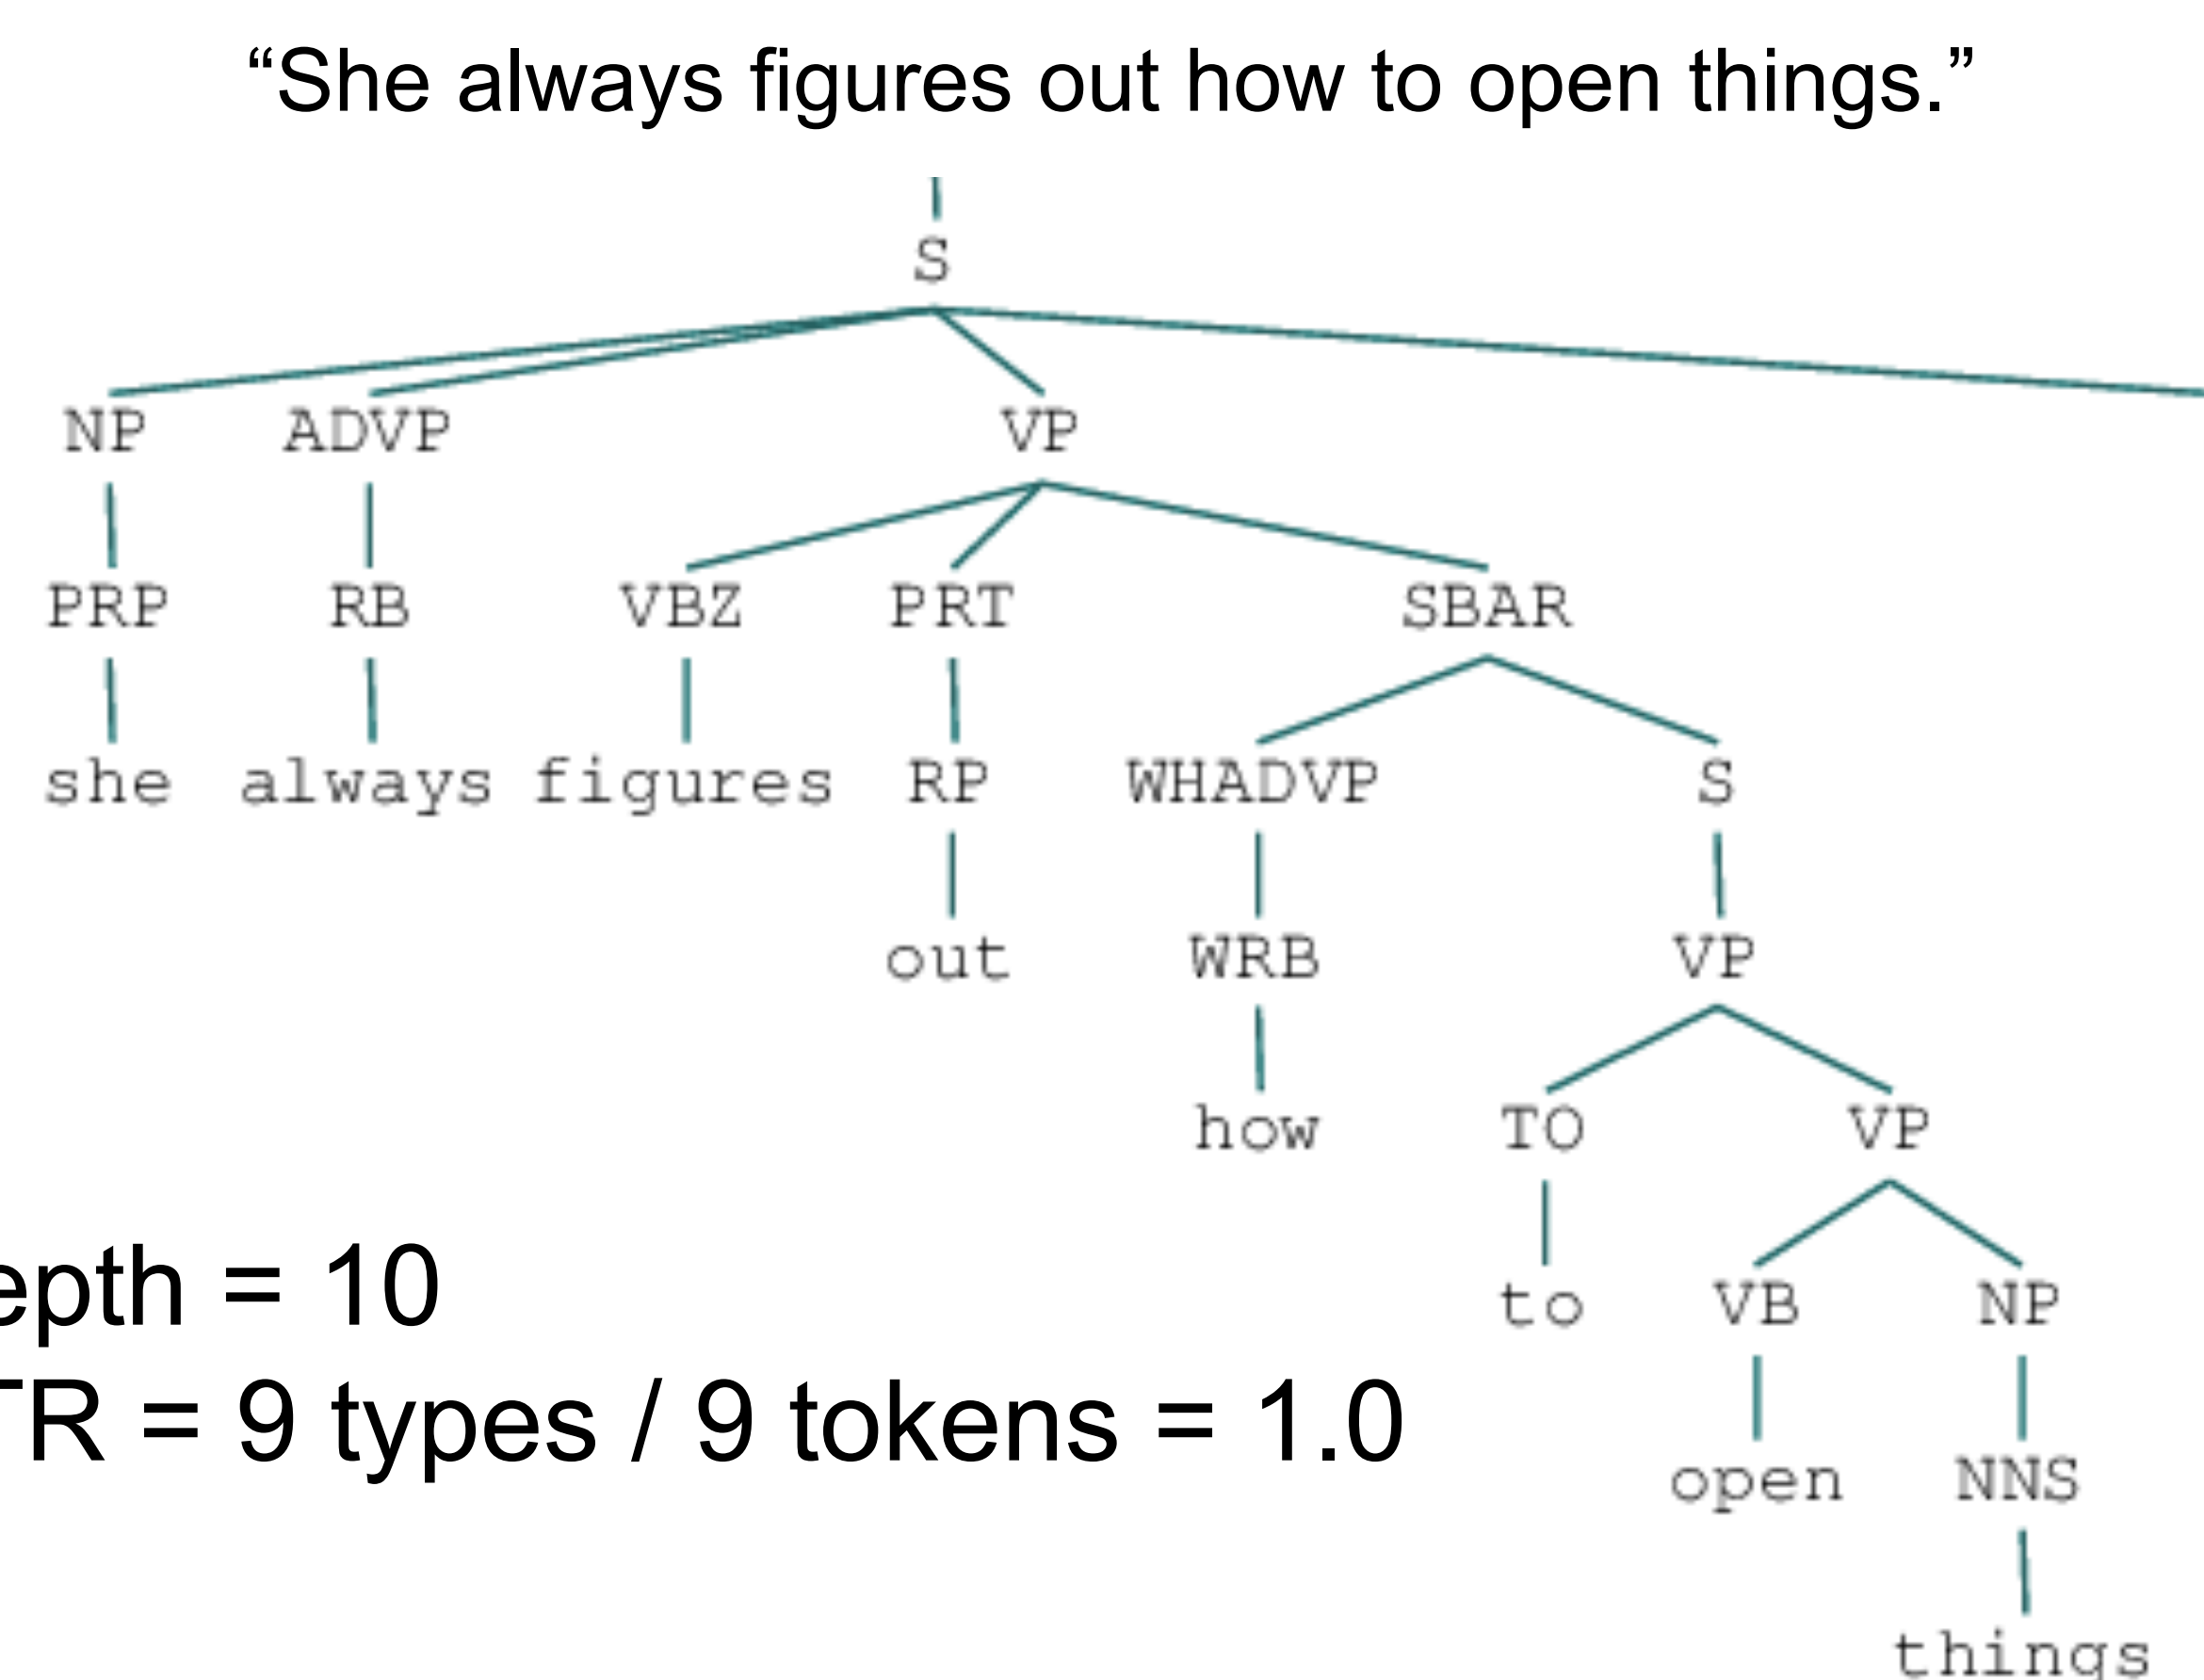 “She always figures out how to open things.”
S
NP ADVP VP
PRP RB VBZ PRT SBAR
she always figures RP WHADVP S
out WRB VP
how TO VP
to VB NP
epth = 10
TR = 9 types / 9 tokens = 1.0
open NNS
things